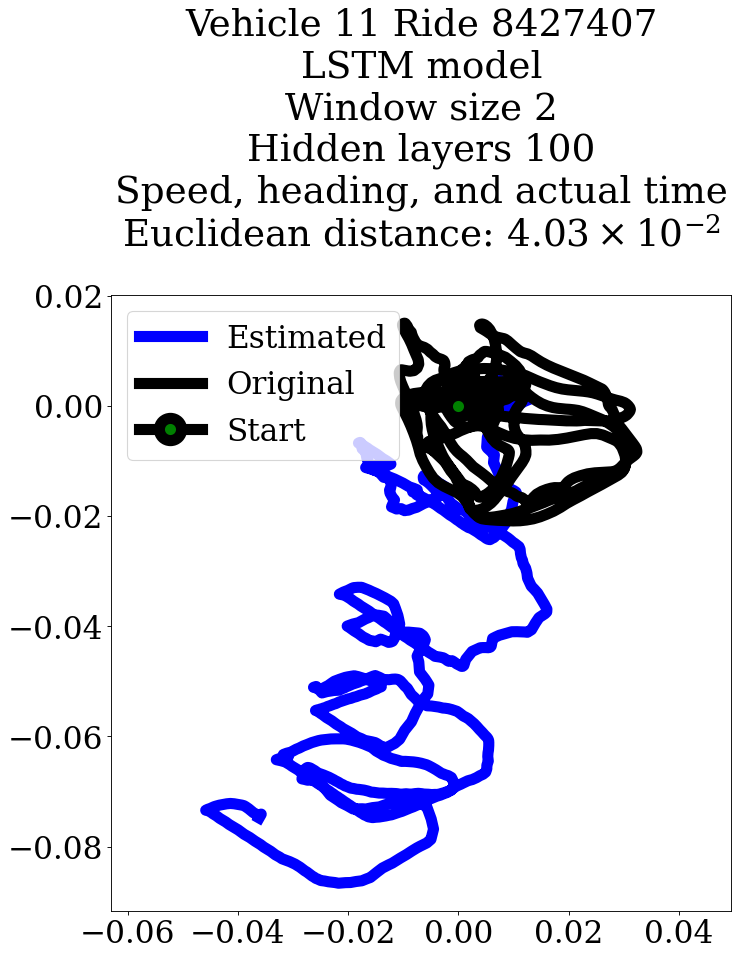 Vehicle 11 Ride 8427407
LSTM model
Window size 2
Hidden layers 100
Speed, heading, and actual time
Euclidean distance: 4.03 × 10⁻²
Estimated
Original
Start
0.02
0.00
−0.02
−0.04
−0.06
−0.08
−0.06 −0.04 −0.02 0.00 0.02 0.04